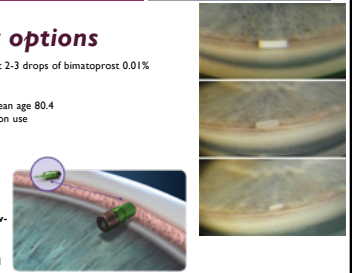 options
2-3 drops of bimatoprost 0.01%
ean age 80.4
on use